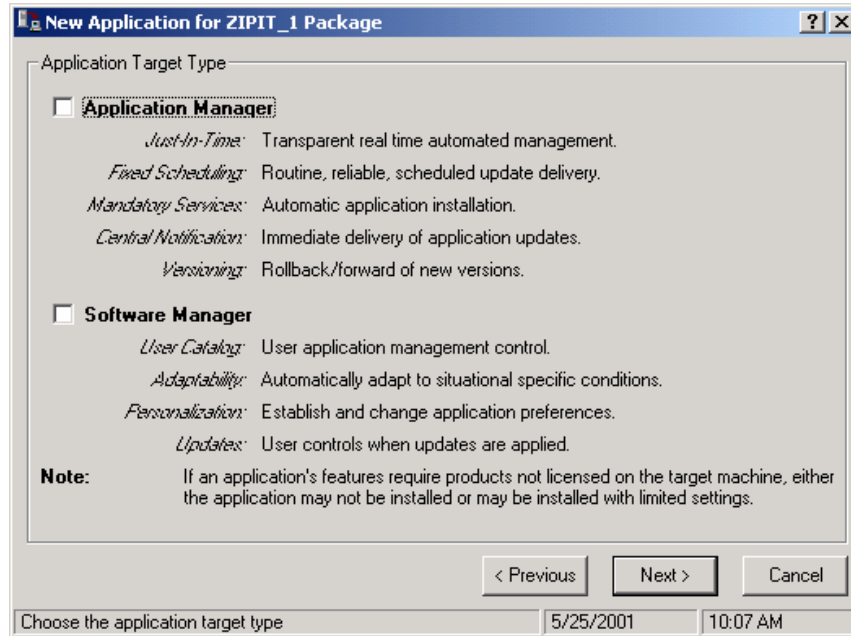 New Application for ZIPIT_1 Package
Application Target Type
Application Manager
Just-In-Time: Transparent real time automated management.
Fixed Scheduling: Routine, reliable, scheduled update delivery.
Mandatory Services: Automatic application installation.
Central Notification: Immediate delivery of application updates.
Versioning: Rollback/forward of new versions.
Software Manager
User Catalog: User application management control.
Adaptability: Automatically adapt to situational specific conditions.
Personalization: Establish and change application preferences.
Updates: User controls when updates are applied.
Note: If an application's features require products not licensed on the target machine, either
the application may not be installed or may be installed with limited settings.
< Previous Next > Cancel
Choose the application target type 5/25/2001 10:07 AM